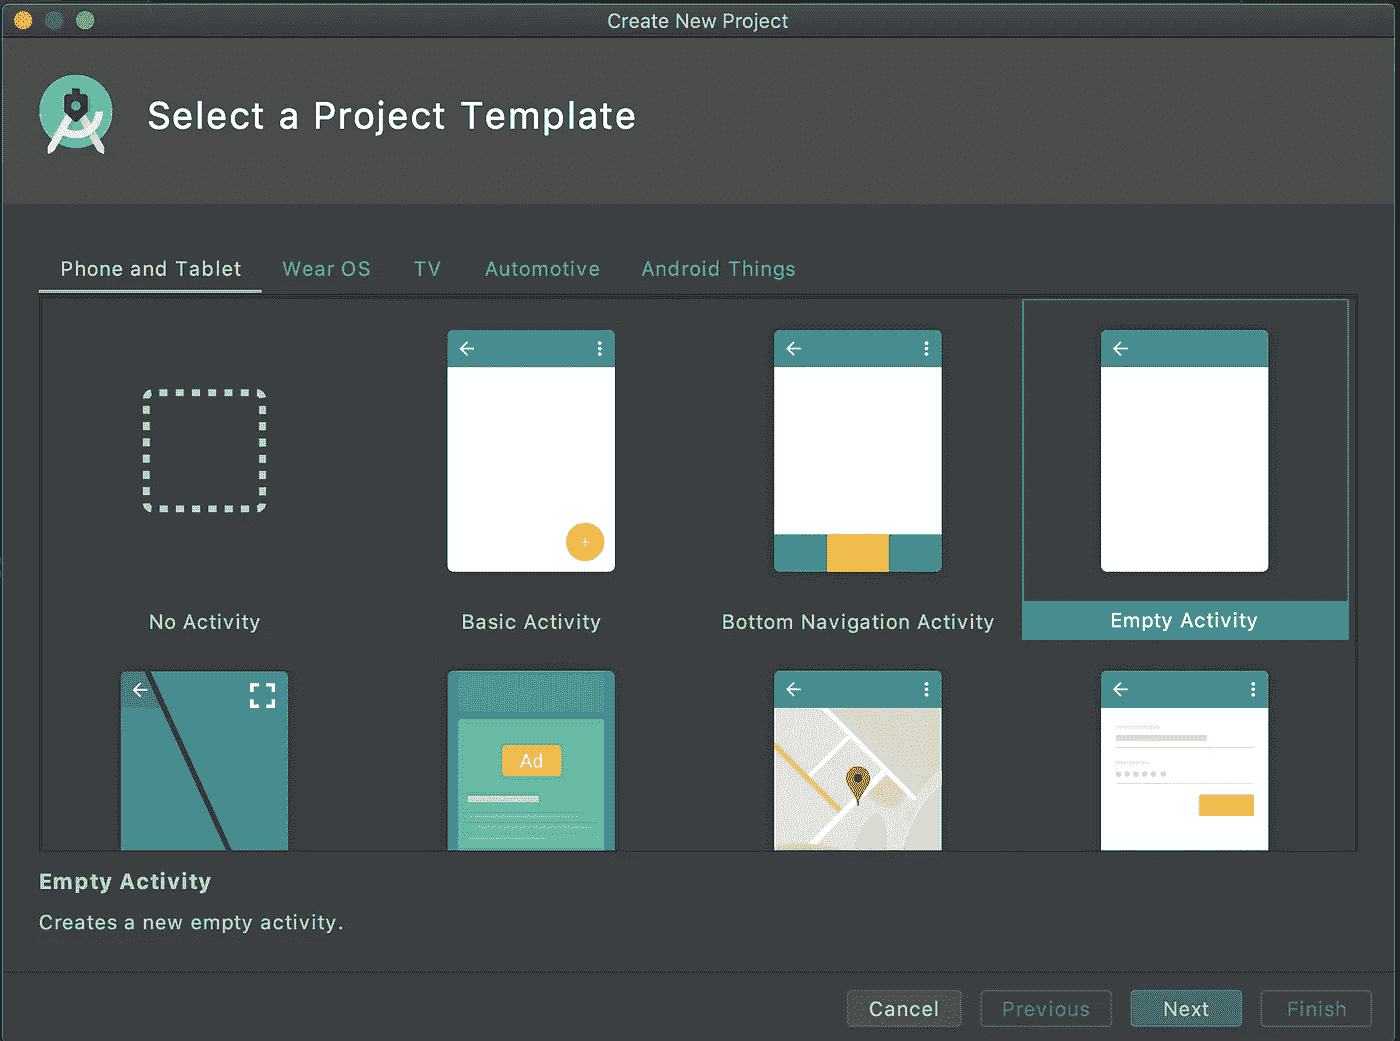 Create New Project
Select a Project Template
Phone and Tablet
Wear OS
TV
Automotive
Android Things
No Activity
Basic Activity
Bottom Navigation Activity
Empty Activity
Ad
Empty Activity
Creates a new empty activity.
Cancel
Previous
Next
Finish